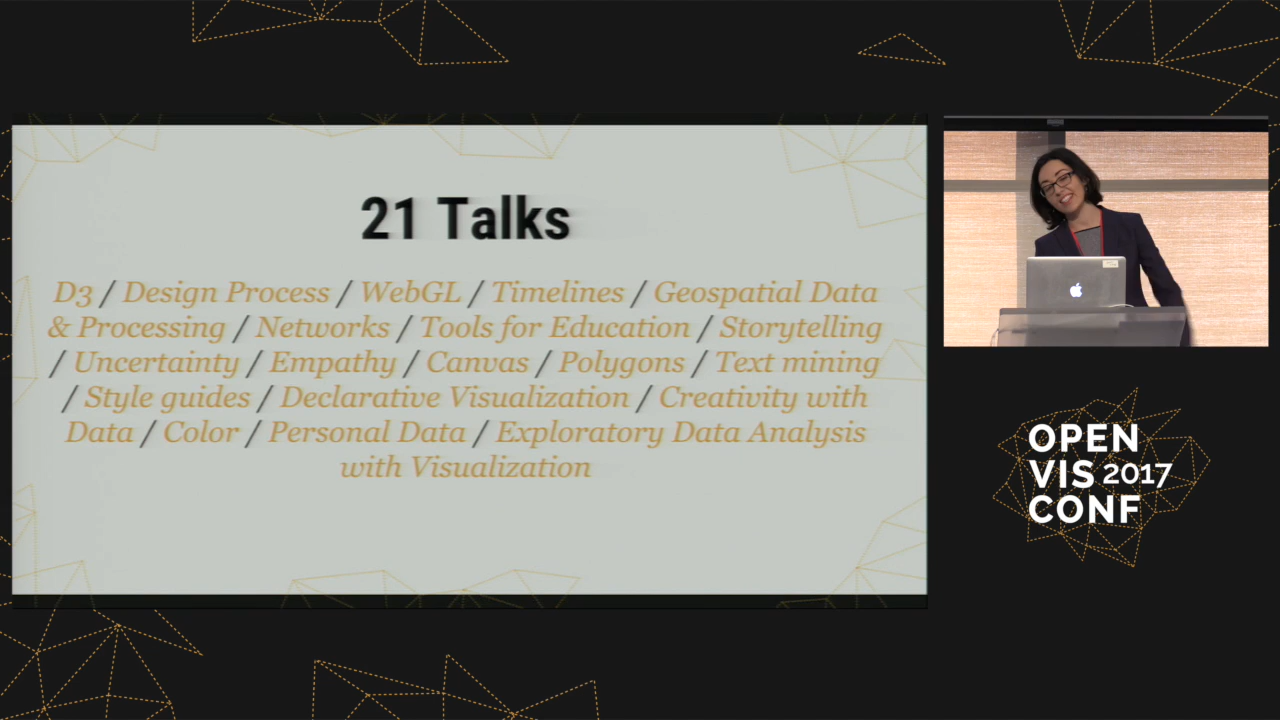 21 Talks
D3 / Design Process / WebGL / Timelines / Geospatial Data
& Processing / Networks / Tools for Education / Storytelling
/ Uncertainty / Empathy / Canvas / Polygons / Text mining
/ Style guides / Declarative Visualization / Creativity with
Data / Color / Personal Data / Exploratory Data Analysis
with Visualization
OPEN
VIS 2017
CONF